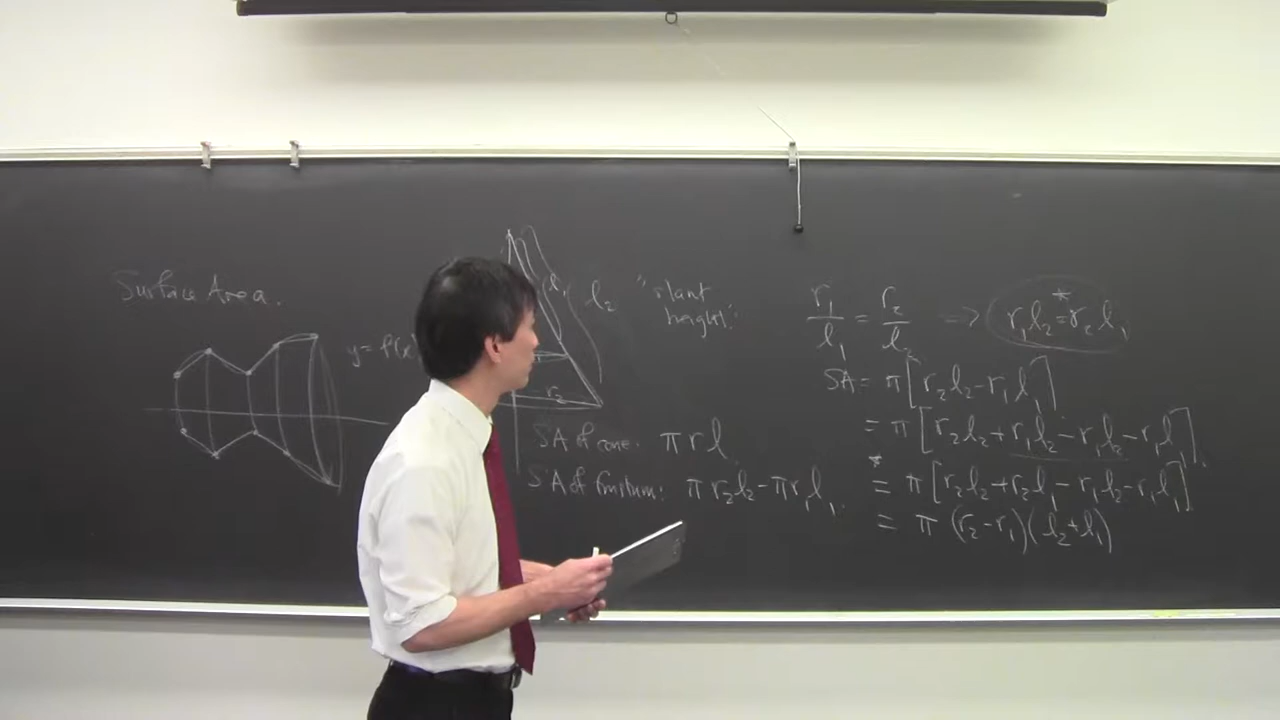 Surface Area.
y = f(x
l₁
l₂
r₂
"slant
height"
SA of cone: πrl
SA of frustum: πr₂l₂-πr₁l₁
r₁/l₁ = r₂/l₂ => r₁l₂ =* r₂l₁
SA = π[r₂l₂-r₁l₁]
= π[r₂l₂+r₁l₂-r₁l₂-r₁l₁]
=* π[r₂l₂+r₂l₁-r₁l₂-r₁l₁]
= π(r₂-r₁)(l₂+l₁)